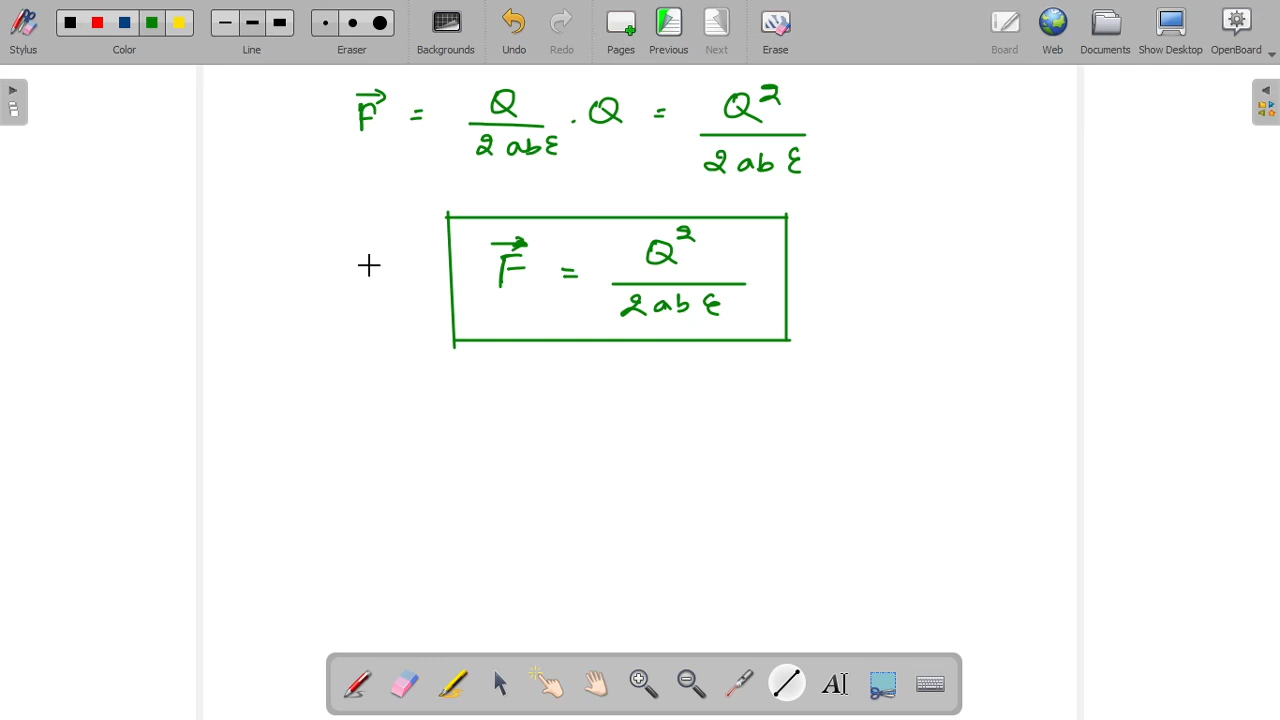 Stylus Color Line Eraser Backgrounds Undo Redo Pages Previous Next Erase Board Web Documents Show Desktop OpenBoard
F⃗ = Q / 2abε · Q = Q² / 2abε
F⃗ = Q² / 2abε
AI